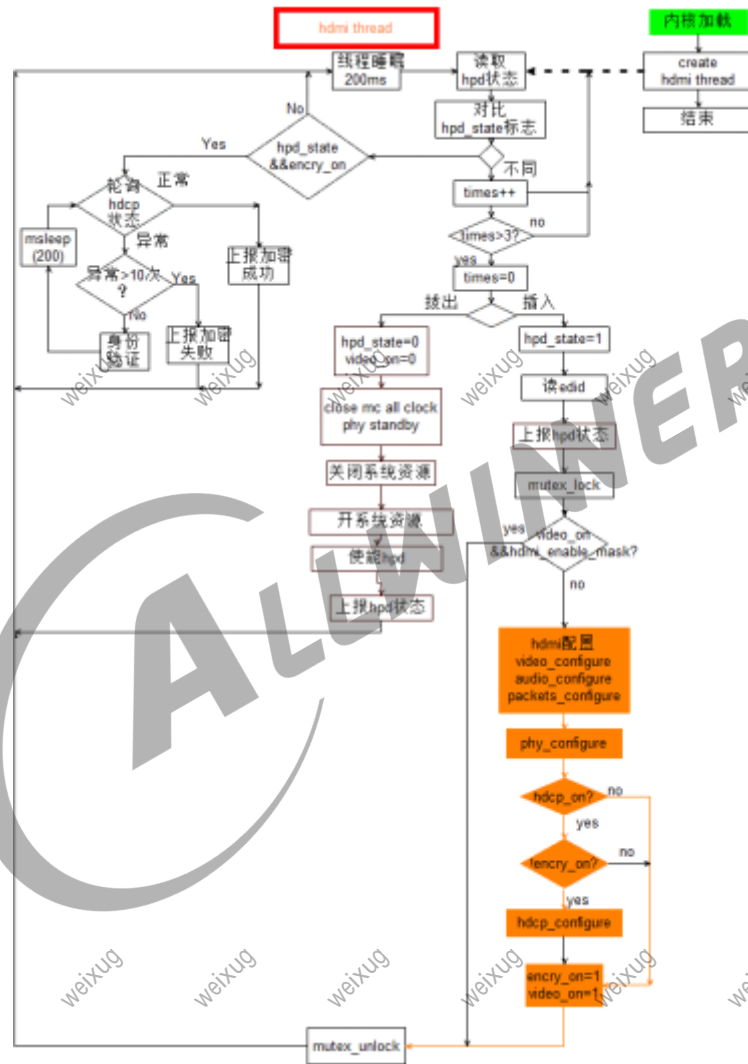 hdmi thread
内核加载
create
hdmi thread
结束
线程睡眠
200ms
读取
hpd状态
对比
hpd_state标志
不同
times++
times>3?
no
yes
times=0
拔出
插入
No
Yes
hpd_state
&&encry_on
轮询
hdcp
状态
正常
异常
msleep
(200)
异常>10次
?
Yes
No
身份
验证
上报加密
成功
上报加密
失败
hpd_state=0
video_on=0
close mc all clock
phy standby
关闭系统资源
开系统资源
使能hpd
上报hpd状态
hpd_state=1
读edid
上报hpd状态
mutex_lock
video_on
&&hdmi_enable_mask?
yes
no
hdmi配置
video_configure
audio_configure
packets_configure
phy_configure
hdcp_on?
no
yes
!encry_on?
no
yes
hdcp_configure
encry_on=1
video_on=1
mutex_unlock
ALLWINNER
weixug
weixug
weixug
weixug
weixug
weixug
weixug
weixug
weixug
weixug